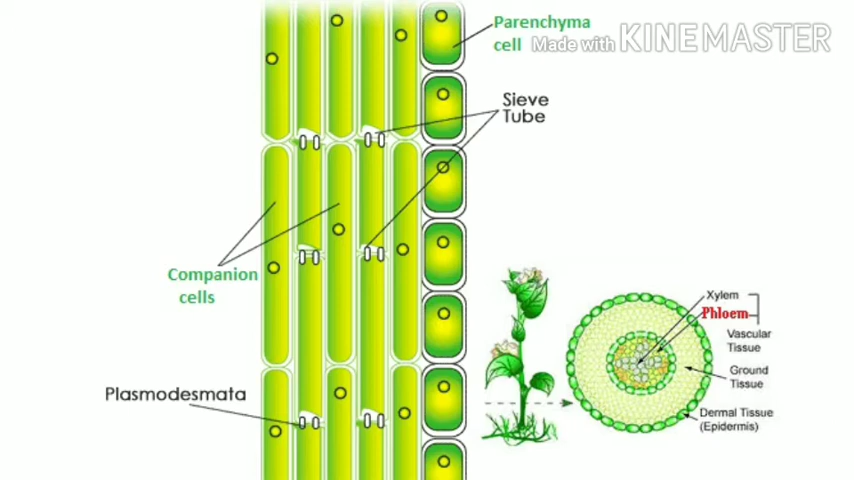 Parenchyma
cell
Made with KINEMASTER
Sieve
Tube
Companion
cells
Plasmodesmata
Xylem
Phloem
Vascular
Tissue
Ground
Tissue
Dermal Tissue
(Epidermis)